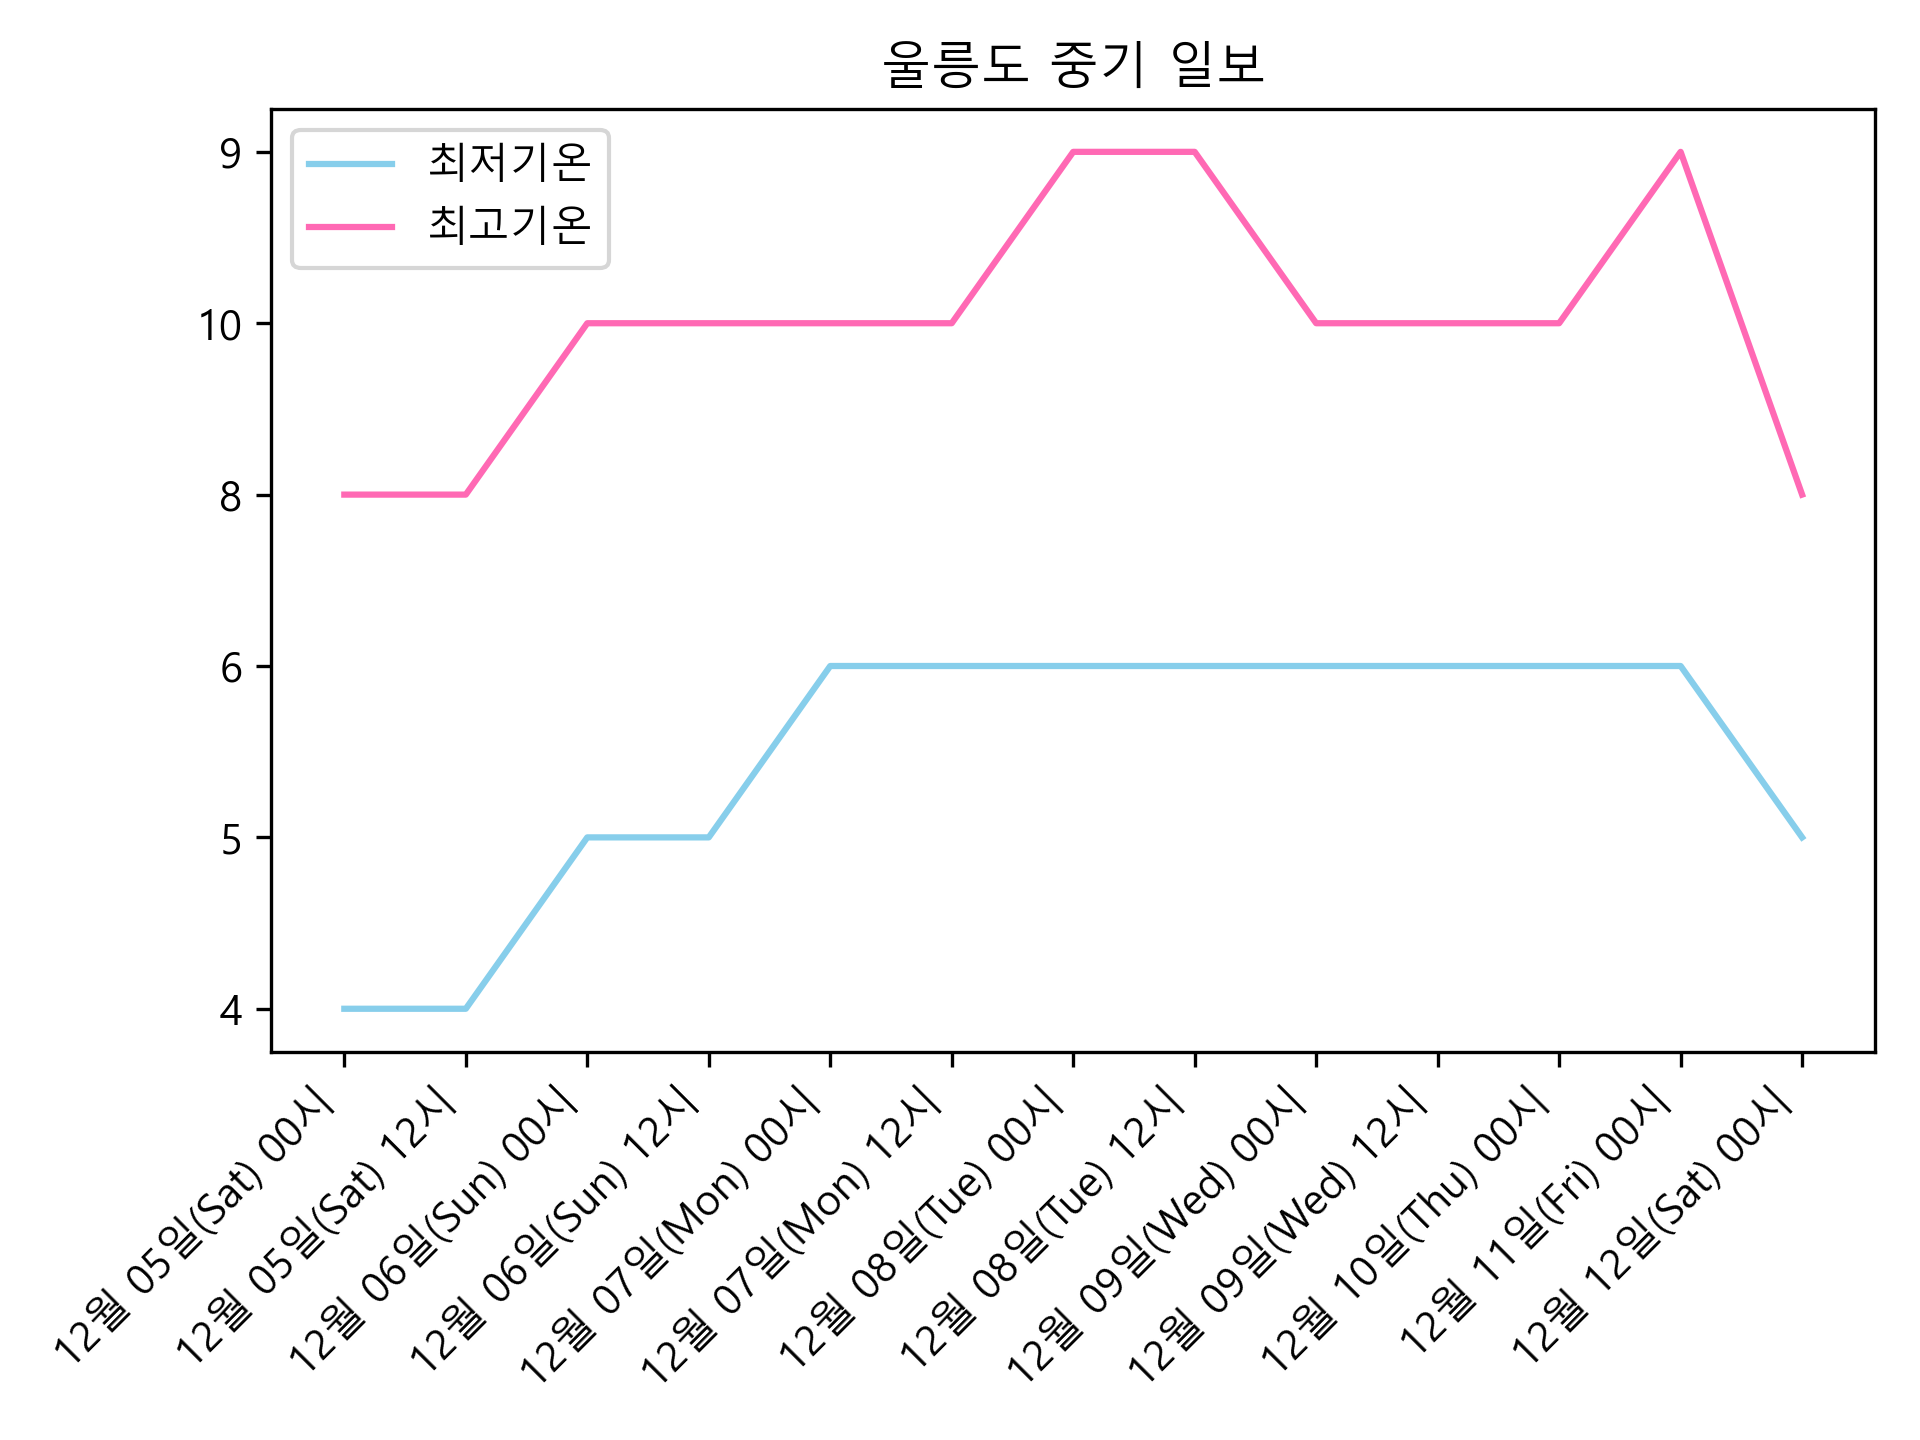 울릉도 중기 일보
최저기온
최고기온
9
10
8
6
5
4
12월 05일(Sat) 00시
12월 05일(Sat) 12시
12월 06일(Sun) 00시
12월 06일(Sun) 12시
12월 07일(Mon) 00시
12월 07일(Mon) 12시
12월 08일(Tue) 00시
12월 08일(Tue) 12시
12월 09일(Wed) 00시
12월 09일(Wed) 12시
12월 10일(Thu) 00시
12월 11일(Fri) 00시
12월 12일(Sat) 00시